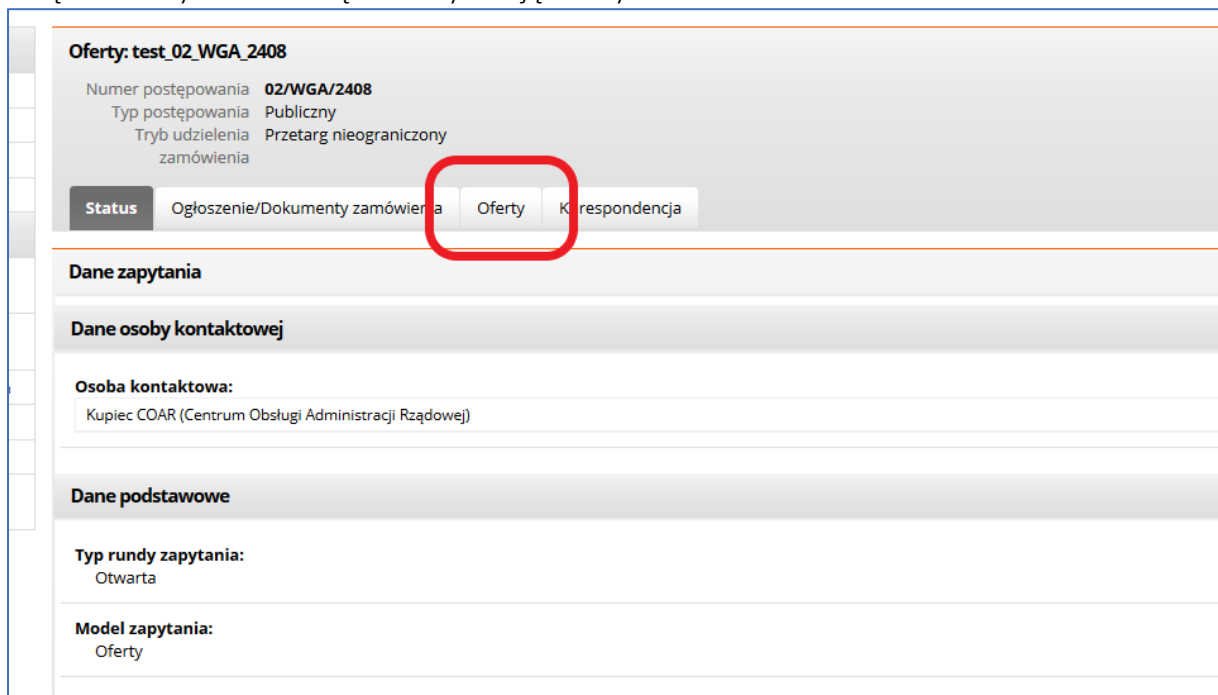 Oferty: test_02_WGA_2408
Numer postępowania 02/WGA/2408
Typ postępowania Publiczny
Tryb udzielenia zamówienia Przetarg nieograniczony
Status Ogłoszenie/Dokumenty zamówienia Oferty Korespondencja
Dane zapytania
Dane osoby kontaktowej
Osoba kontaktowa:
Kupiec COAR (Centrum Obsługi Administracji Rządowej)
Dane podstawowe
Typ rundy zapytania:
Otwarta
Model zapytania:
Oferty